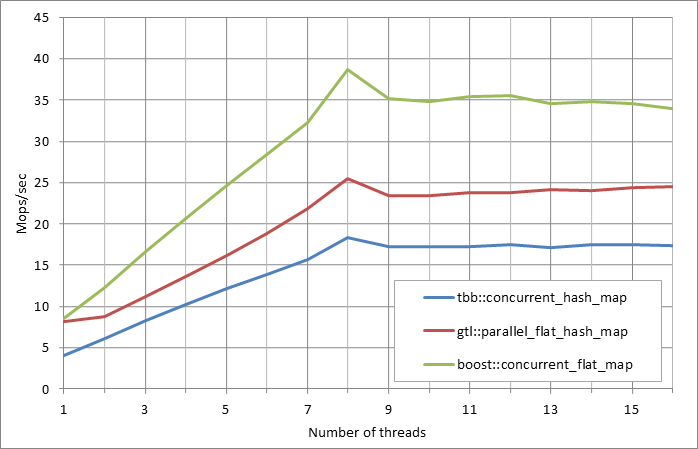 45
40
35
30
25
20
15
10
5
0
Mops/sec
tbb::concurrent_hash_map
gtl::parallel_flat_hash_map
boost::concurrent_flat_map
1 3 5 7 9 11 13 15
Number of threads